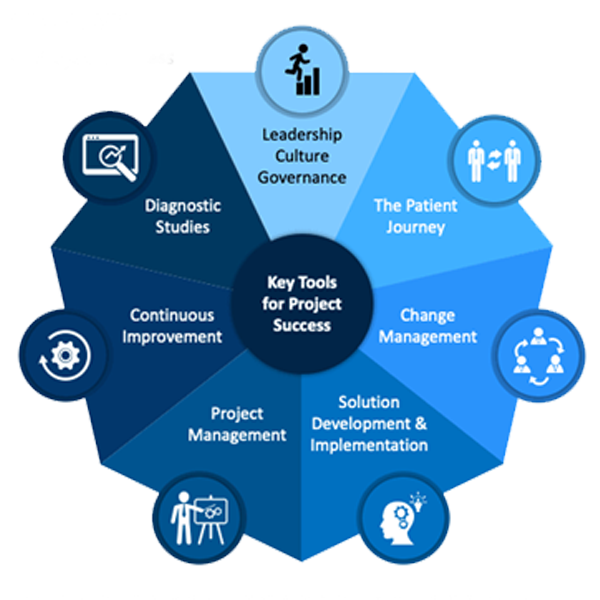 Leadership
Culture
Governance
The Patient
Journey
Change
Management
Solution
Development &
Implementation
Project
Management
Continuous
Improvement
Diagnostic
Studies
Key Tools
for Project
Success